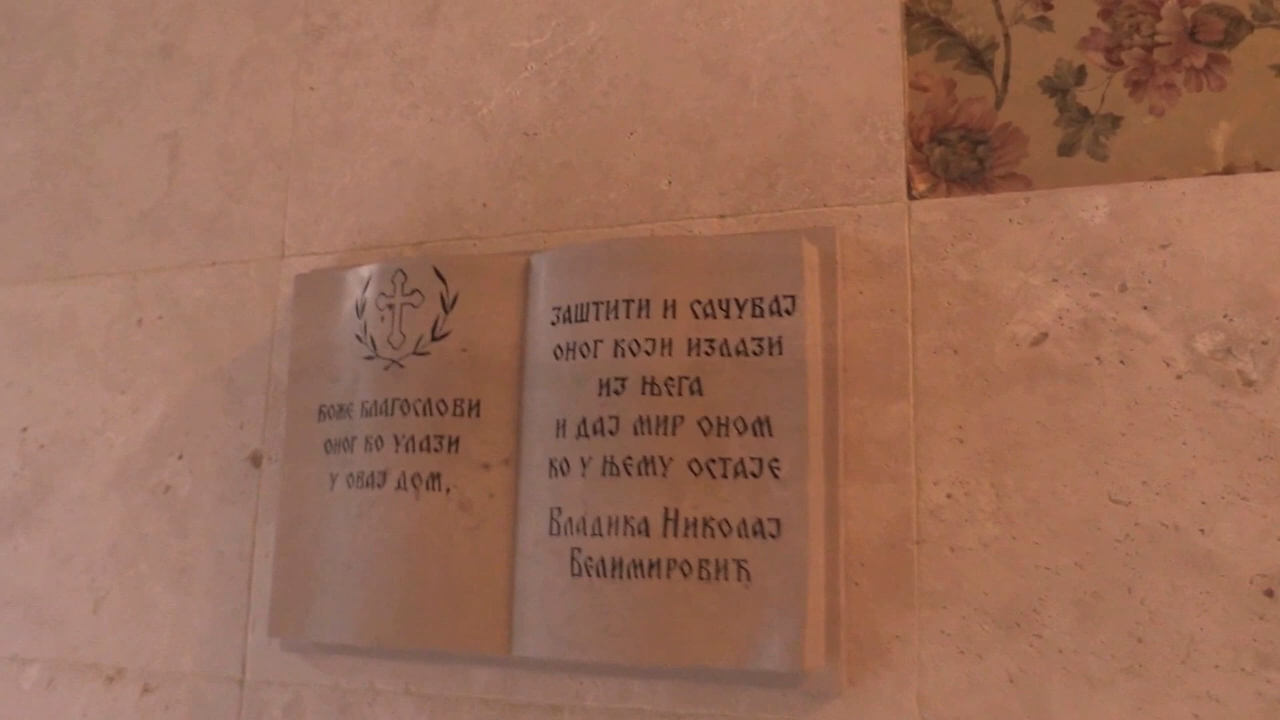 БОЖЕ БЛАГОСЛОВИ
ОНОГ КО УЛАЗИ
У ОВАЈ ДОМ,
ЗАШТИТИ И САЧУВАЈ
ОНОГ КОЈИ ИЗЛАЗИ
ИЗ ЊЕГА
И ДАЈ МИР ОНОМ
КО У ЊЕМУ ОСТАЈЕ
ВЛАДИКА НИКОЛАЈ
ВЕЛИМИРОВИЋ